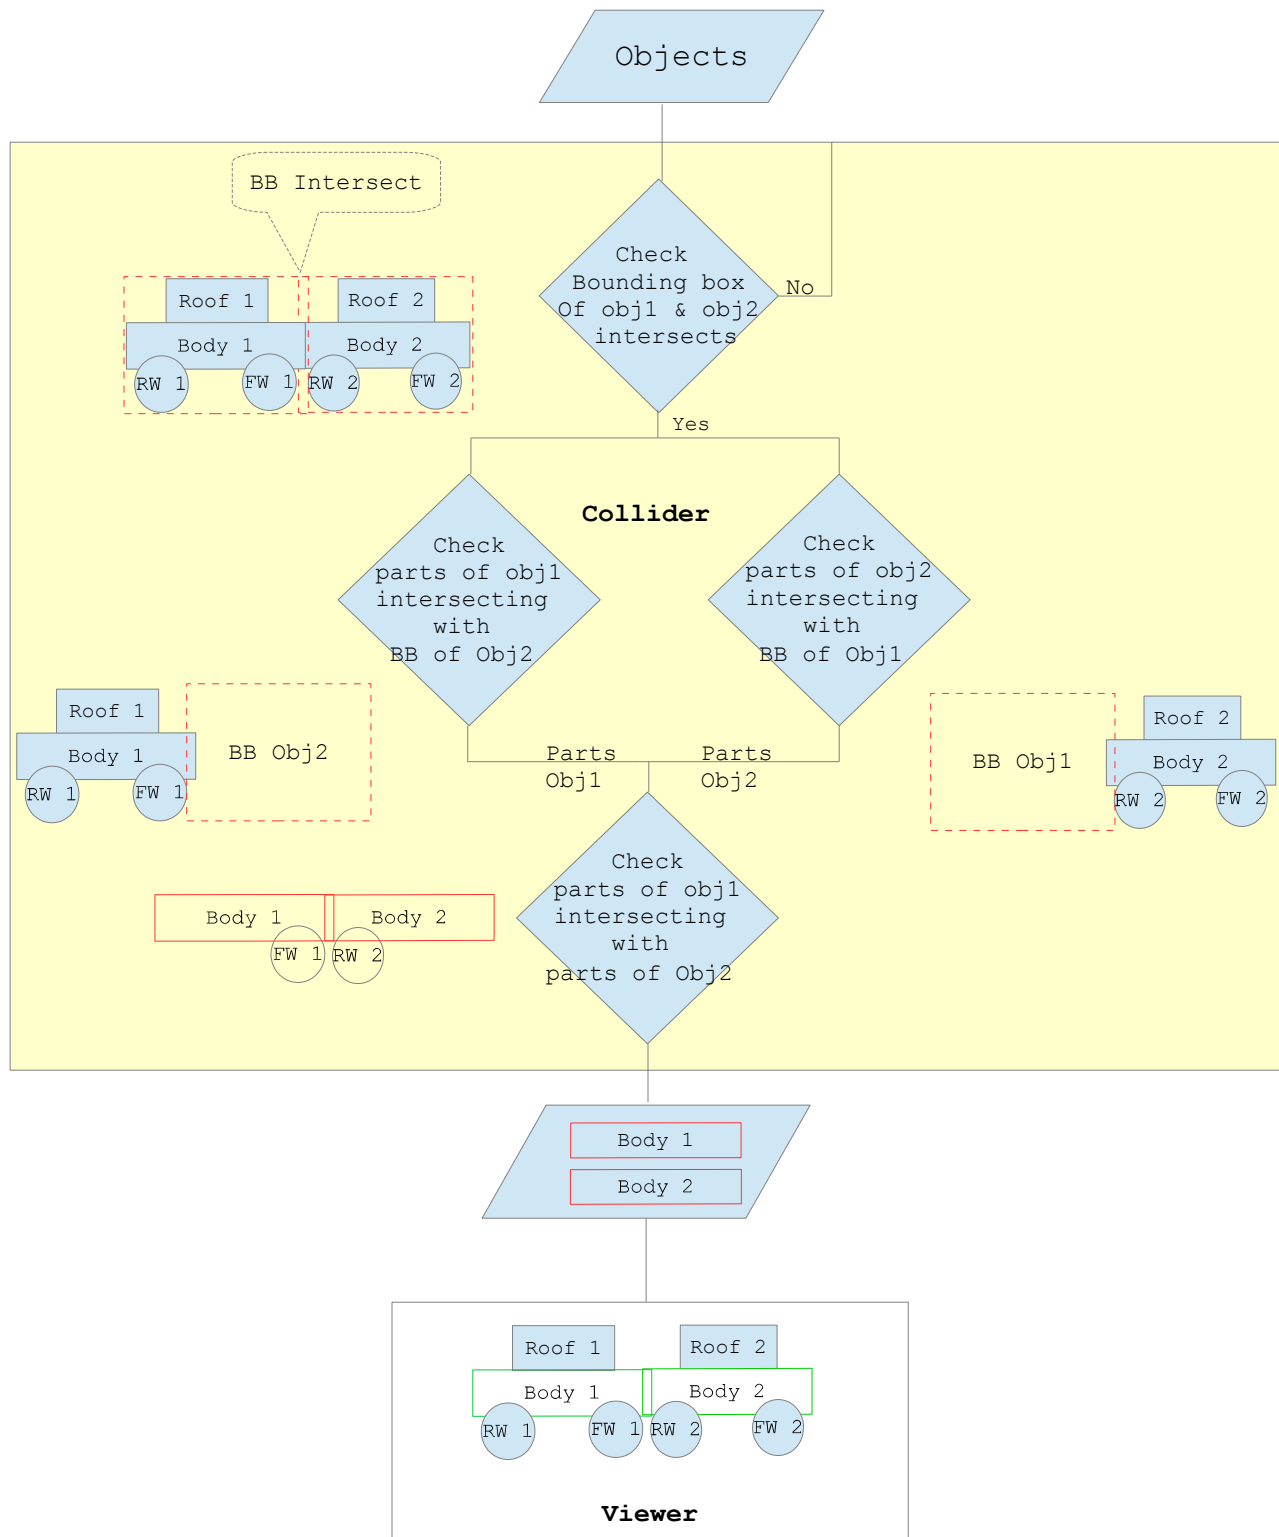 Objects
BB Intersect
Check
Bounding box
Of obj1 & obj2
intersects
No
Roof 1
Roof 2
Body 1
Body 2
RW 1
FW 1
RW 2
FW 2
Yes
Collider
Check
parts of obj1
intersecting
with
BB of Obj2
Check
parts of obj2
intersecting
with
BB of Obj1
Roof 1
Body 1
RW 1
FW 1
BB Obj2
Parts
Obj1
Parts
Obj2
BB Obj1
Roof 2
Body 2
RW 2
FW 2
Check
parts of obj1
intersecting
with
parts of Obj2
Body 1
Body 2
FW 1
RW 2
Body 1
Body 2
Roof 1
Roof 2
Body 1
Body 2
RW 1
FW 1
RW 2
FW 2
Viewer